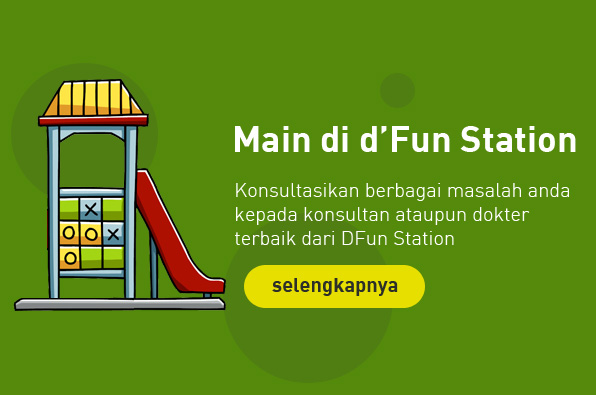 Main di d’Fun Station
Konsultasikan berbagai masalah anda
kepada konsultan ataupun dokter
terbaik dari DFun Station
selengkapnya
X
O O X
O